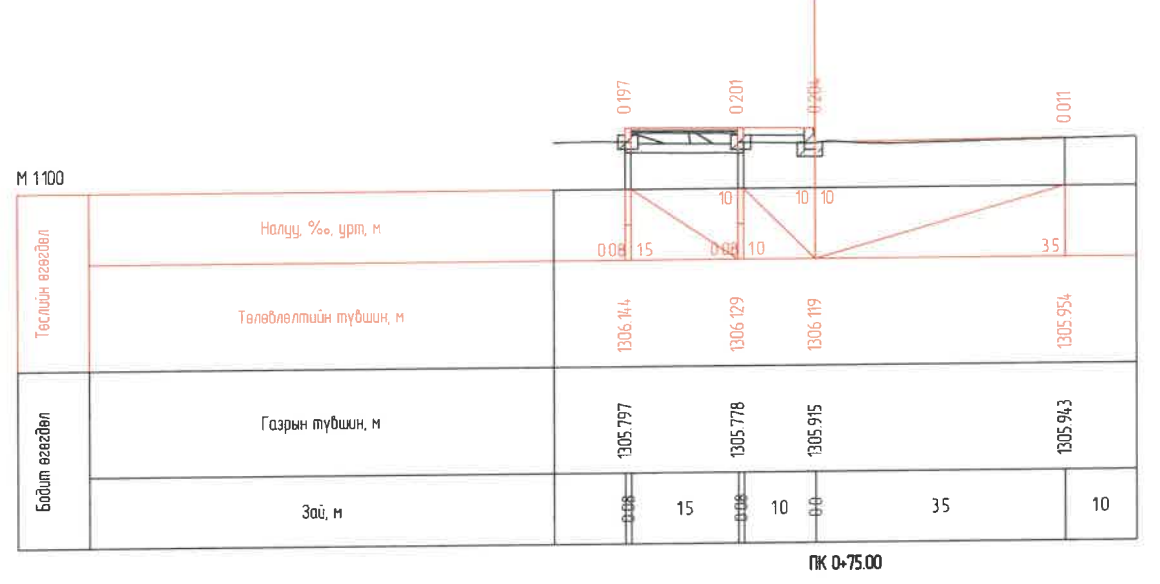 0 197 0 201 0 204 0 011
М 1 100
Төслийн өгөгдөл
Налуу, ‰, урт, м
10 10 10
0 08 15 0 08 10 35
Төлөвлөлтийн түвшин, м
1306 144 1306 129 1306 119 1305 954
Бодит өгөгдөл
Газрын түвшин, м
1305.797 1305.778 1305.915 1305.943
Зай, м
0 08 15 0 08 10 0 0 35 10
ПК 0+75.00